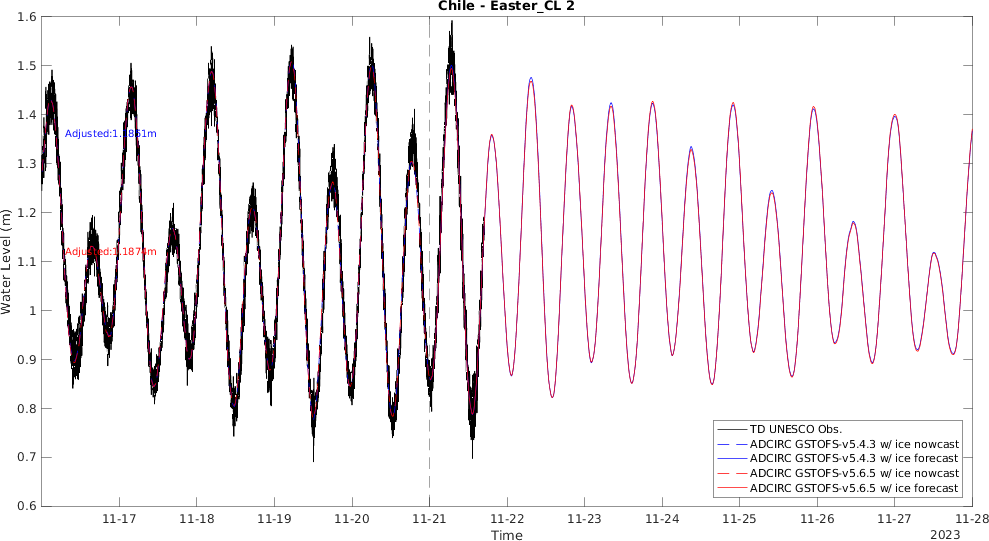 Chile - Easter_CL 2
Water Level (m)
1.6
1.5
1.4
1.3
1.2
1.1
1
0.9
0.8
0.7
0.6
Adjusted:1.1861m
Adjusted:1.1874m
TD UNESCO Obs.
ADCIRC GSTOFS-v5.4.3 w/ ice nowcast
ADCIRC GSTOFS-v5.4.3 w/ ice forecast
ADCIRC GSTOFS-v5.6.5 w/ ice nowcast
ADCIRC GSTOFS-v5.6.5 w/ ice forecast
11-17 11-18 11-19 11-20 11-21 11-22 11-23 11-24 11-25 11-26 11-27 11-28
Time
2023